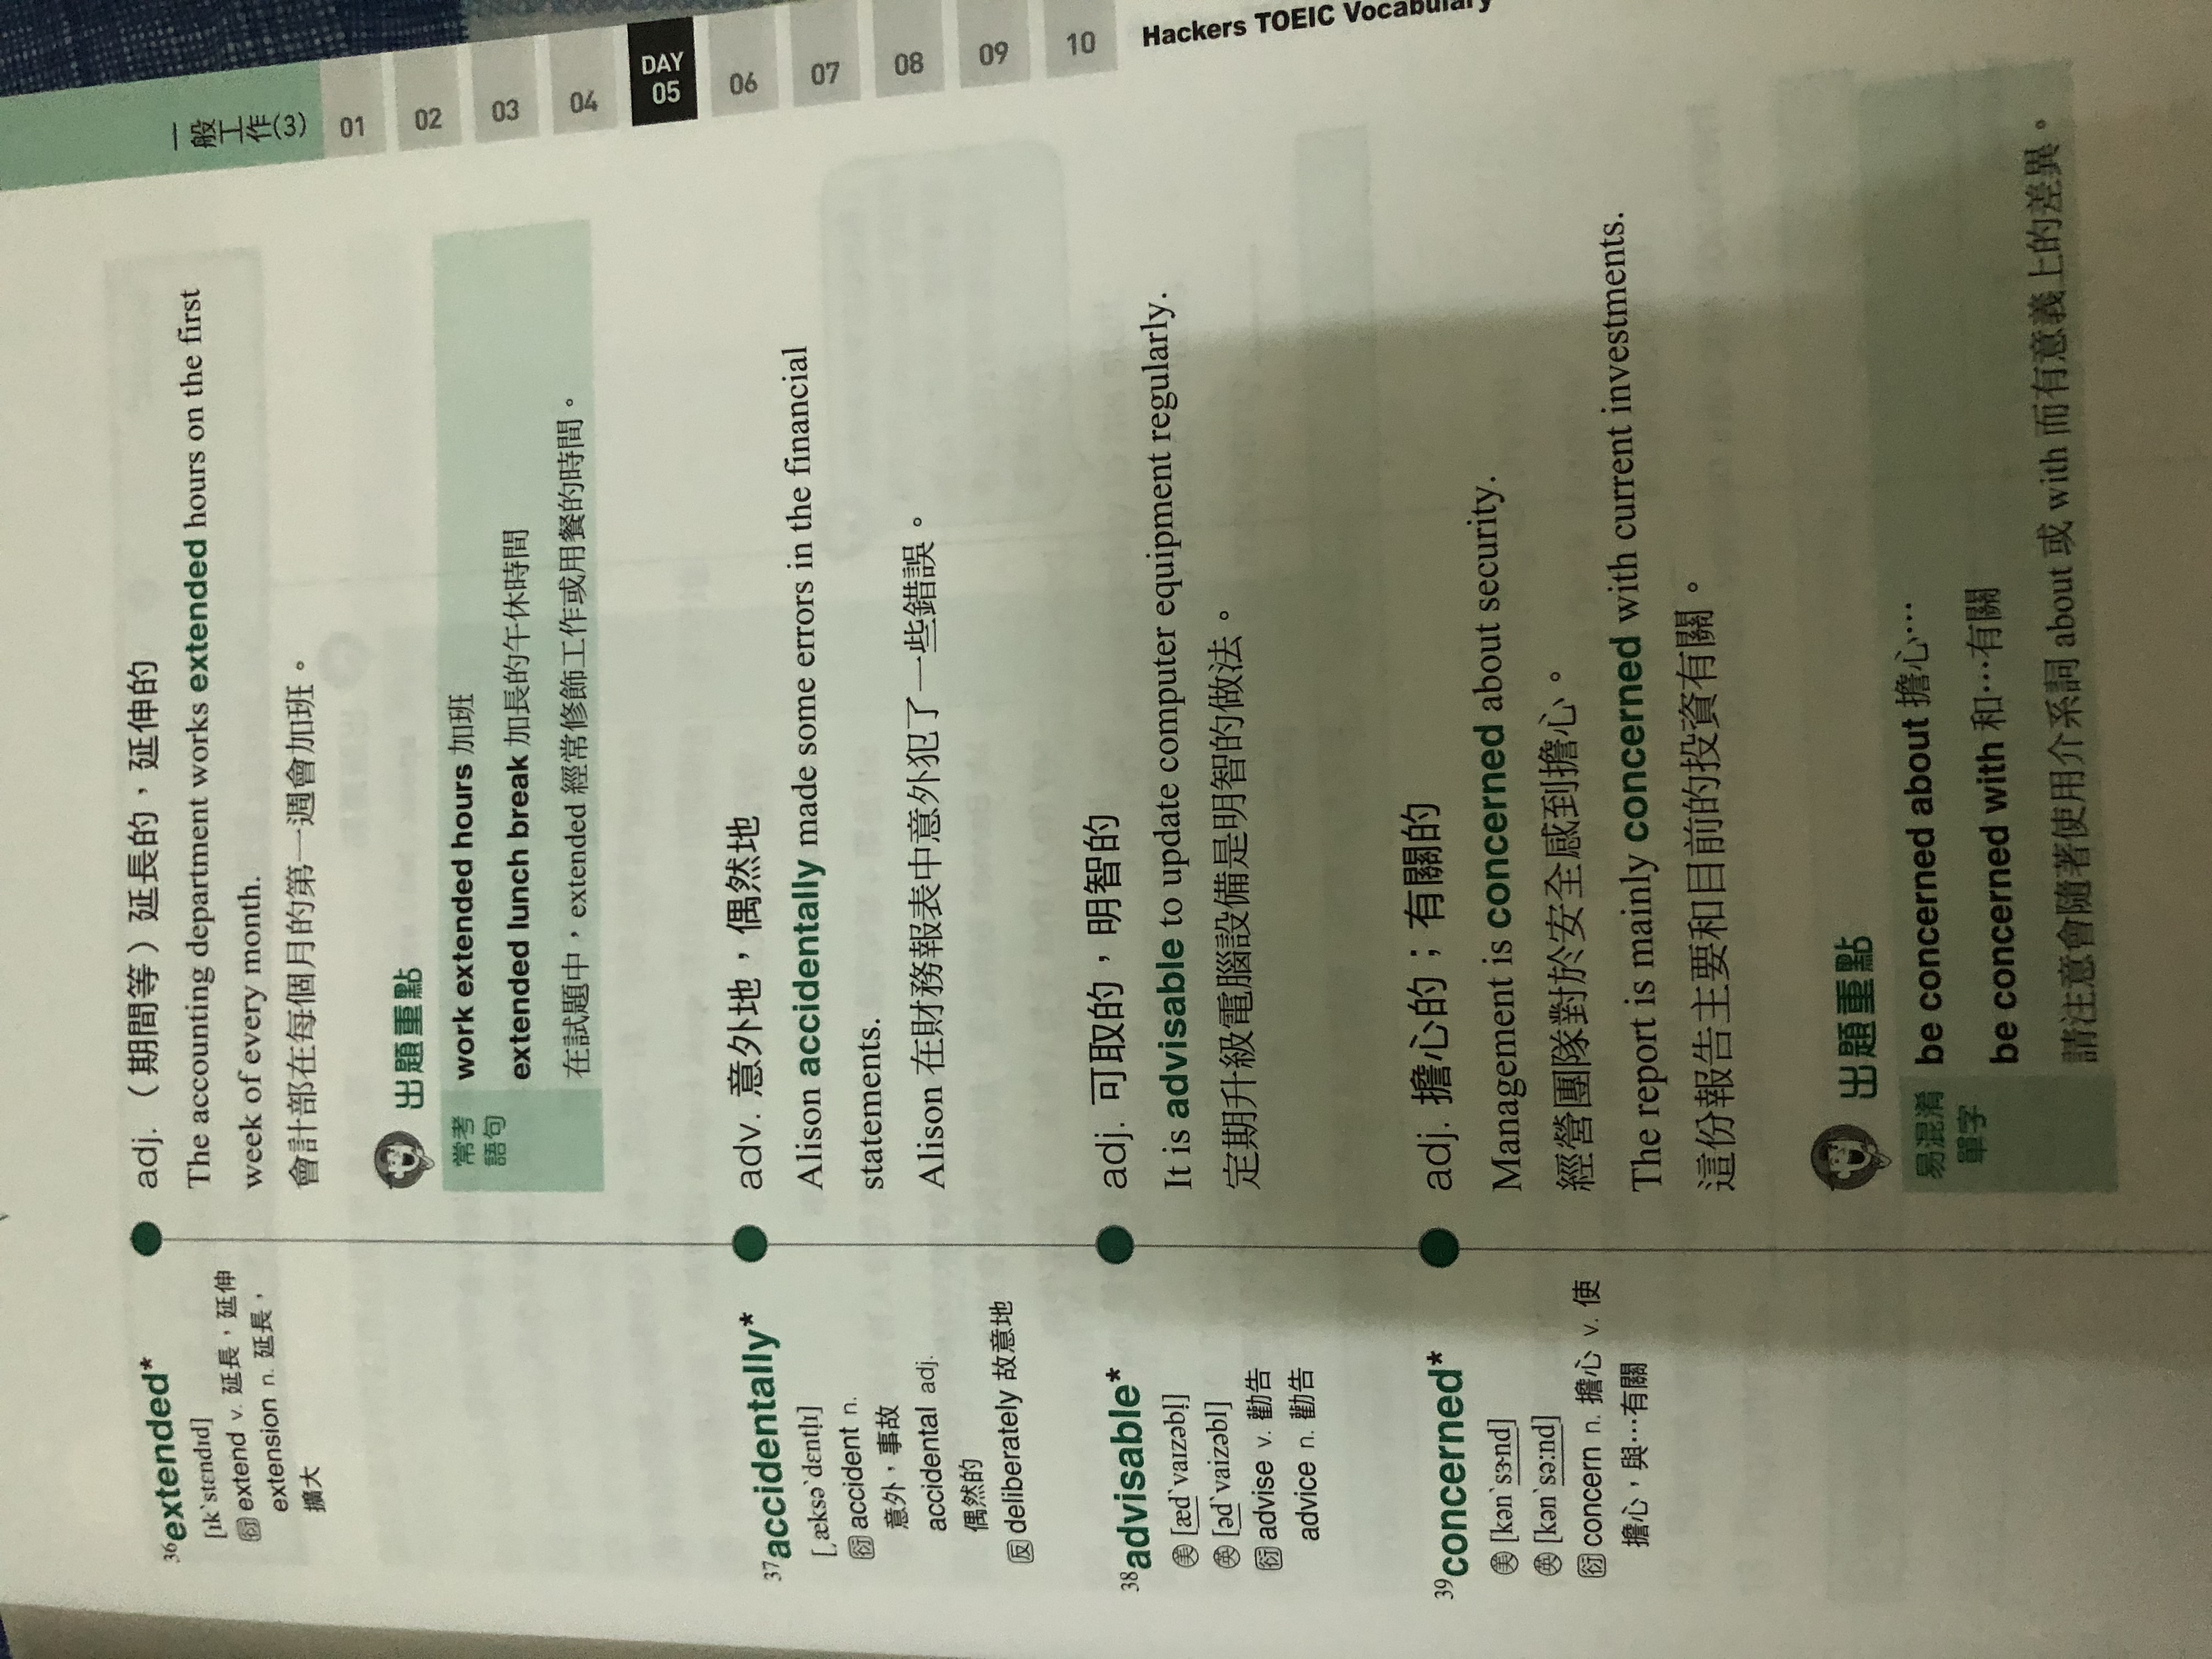 36extended*
[ɪk`stɛndɪd]
衍 extend v. 延長，延伸
extension n. 延長，
擴大
adj.（期間等）延長的，延伸的
The accounting department works extended hours on the first
week of every month.
會計部在每個月的第一週會加班。
出題重點
常考
語句
work extended hours 加班
extended lunch break 加長的午休時間
在試題中，extended 經常修飾工作或用餐的時間。
37accidentally*
[͵æksə`dɛntḷɪ]
衍 accident n.
意外，事故
accidental adj.
偶然的
反 deliberately 故意地
adv. 意外地，偶然地
Alison accidentally made some errors in the financial
statements.
Alison 在財務報表中意外犯了一些錯誤。
38advisable*
美 [æd`vaɪzəbḷ]
英 [əd`vaizəbl]
衍 advise v. 勸告
advice n. 勸告
adj. 可取的，明智的
It is advisable to update computer equipment regularly.
定期升級電腦設備是明智的做法。
39concerned*
美 [kən`sɝnd]
英 [kən`sə:nd]
衍 concern n. 擔心 v. 使
擔心，與…有關
adj. 擔心的；有關的
Management is concerned about security.
經營團隊對於安全感到擔心。
The report is mainly concerned with current investments.
這份報告主要和目前的投資有關。
出題重點
易混淆
單字
be concerned about 擔心…
be concerned with 和…有關
請注意會隨著使用介系詞 about 或 with 而有意義上的差異。
一般工作(3)
01
02
03
04
DAY
05
06
07
08
09
10
Hackers TOEIC Vocabulary